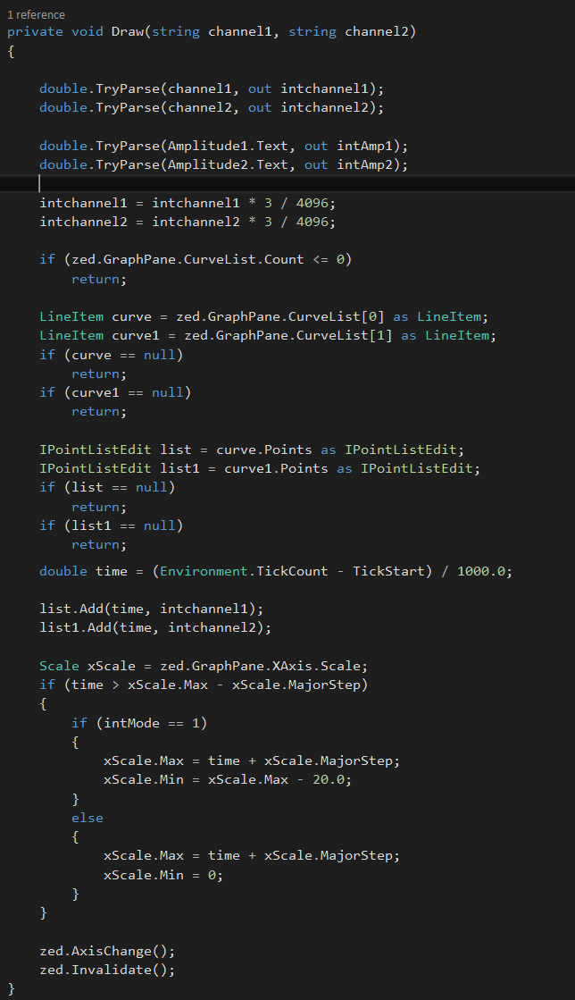 1 reference
private void Draw(string channel1, string channel2)
{
double.TryParse(channel1, out intchannel1);
double.TryParse(channel2, out intchannel2);
double.TryParse(Amplitude1.Text, out intAmp1);
double.TryParse(Amplitude2.Text, out intAmp2);
intchannel1 = intchannel1 * 3 / 4096;
intchannel2 = intchannel2 * 3 / 4096;
if (zed.GraphPane.CurveList.Count <= 0)
return;
LineItem curve = zed.GraphPane.CurveList[0] as LineItem;
LineItem curve1 = zed.GraphPane.CurveList[1] as LineItem;
if (curve == null)
return;
if (curve1 == null)
return;
IPointListEdit list = curve.Points as IPointListEdit;
IPointListEdit list1 = curve1.Points as IPointListEdit;
if (list == null)
return;
if (list1 == null)
return;
double time = (Environment.TickCount - TickStart) / 1000.0;
list.Add(time, intchannel1);
list1.Add(time, intchannel2);
Scale xScale = zed.GraphPane.XAxis.Scale;
if (time > xScale.Max - xScale.MajorStep)
{
if (intMode == 1)
{
xScale.Max = time + xScale.MajorStep;
xScale.Min = xScale.Max - 20.0;
}
else
{
xScale.Max = time + xScale.MajorStep;
xScale.Min = 0;
}
}
zed.AxisChange();
zed.Invalidate();
}